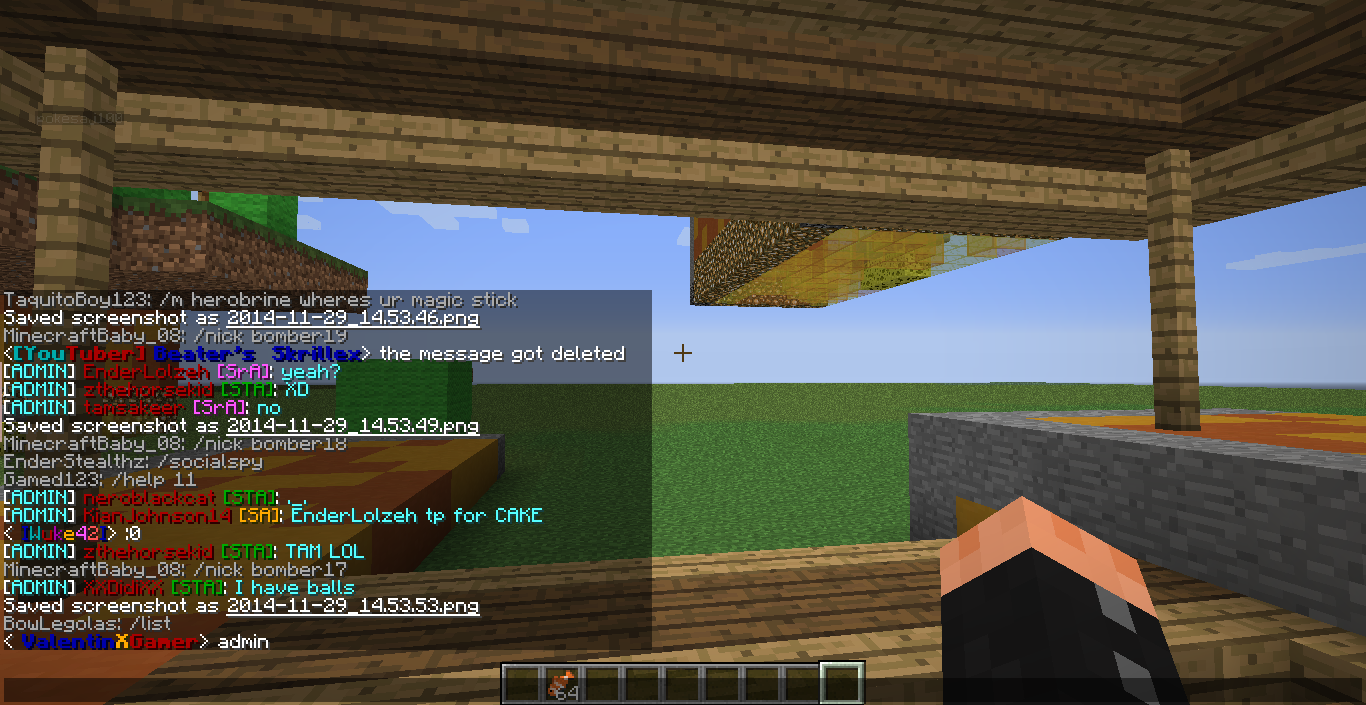 TaquitoBoy123: /m herobrine wheres ur magic stick
Saved screenshot as 2014-11-29_14.53.46.png
MinecraftBaby_08: /nick bomber19
<[YouTuber] Beater's Skrillex> the message got deleted
[ADMIN] EnderLolzeh [SrA]: yeah?
[ADMIN] zthehorsekid [STA]: XD
[ADMIN] tamsakeer [SrA]: no
Saved screenshot as 2014-11-29_14.53.49.png
MinecraftBaby_08: /nick bomber18
EnderStealthz: /socialspy
Gamed123: /help 11
[ADMIN] neroblackcat [STA]: ._.
[ADMIN] KianJohnson14 [SA]: EnderLolzeh tp for CAKE
< IWuke42I> :0
[ADMIN] zthehorsekid [STA]: TAM LOL
MinecraftBaby_08: /nick bomber17
[ADMIN] XXDidiXX [STA]: I have balls
Saved screenshot as 2014-11-29_14.53.53.png
BowLegolas: /list
< ValentinXGamer> admin
64